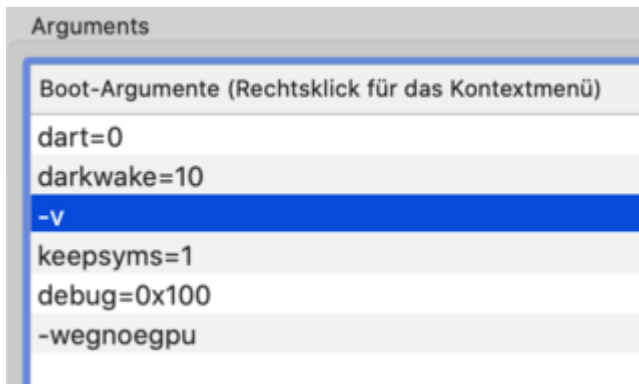 Arguments
Boot-Argumente (Rechtsklick für das Kontextmenü)
dart=0
darkwake=10
-v
keepsyms=1
debug=0x100
-wegnoegpu